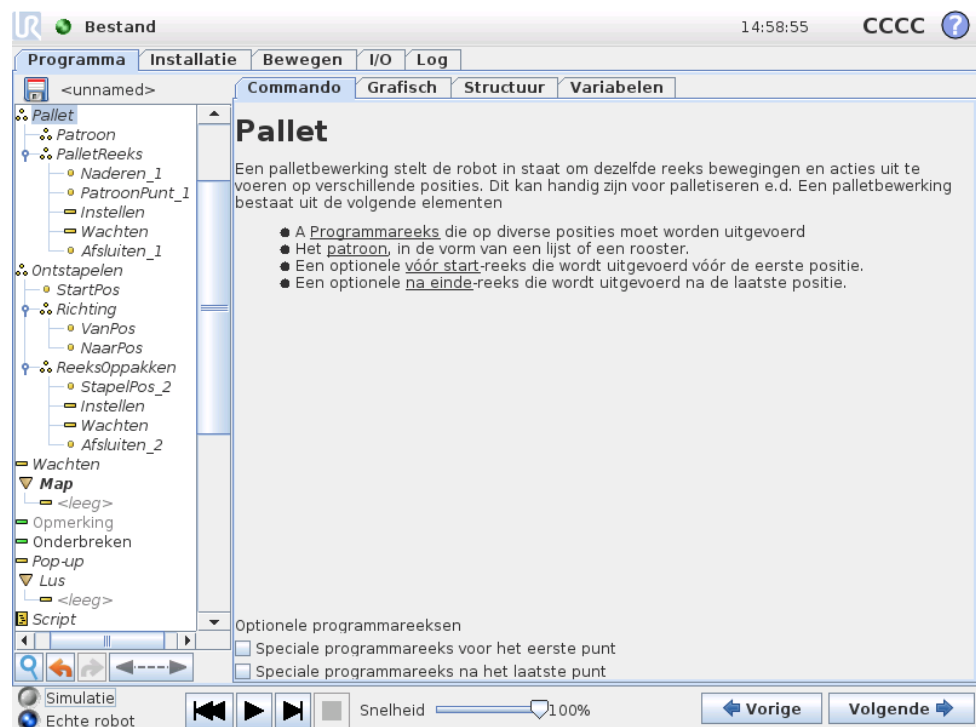 UR Bestand 14:58:55 CCCC ?
Programma Installatie Bewegen I/O Log
<unnamed>
Commando Grafisch Structuur Variabelen
Pallet
Patroon
PalletReeks
Naderen_1
PatroonPunt_1
Instellen
Wachten
Afsluiten_1
Ontstapelen
StartPos
Richting
VanPos
NaarPos
ReeksOppakken
StapelPos_2
Instellen
Wachten
Afsluiten_2
Wachten
Map
<leeg>
Opmerking
Onderbreken
Pop-up
Lus
<leeg>
Script
Pallet
Een palletbewerking stelt de robot in staat om dezelfde reeks bewegingen en acties uit te
voeren op verschillende posities. Dit kan handig zijn voor palletiseren e.d. Een palletbewerking
bestaat uit de volgende elementen
A Programmareeks die op diverse posities moet worden uitgevoerd
Het patroon, in de vorm van een lijst of een rooster.
Een optionele vóór start-reeks die wordt uitgevoerd vóór de eerste positie.
Een optionele na einde-reeks die wordt uitgevoerd na de laatste positie.
Optionele programmareeksen
Speciale programmareeks voor het eerste punt
Speciale programmareeks na het laatste punt
Simulatie
Echte robot
Snelheid 100%
Vorige Volgende